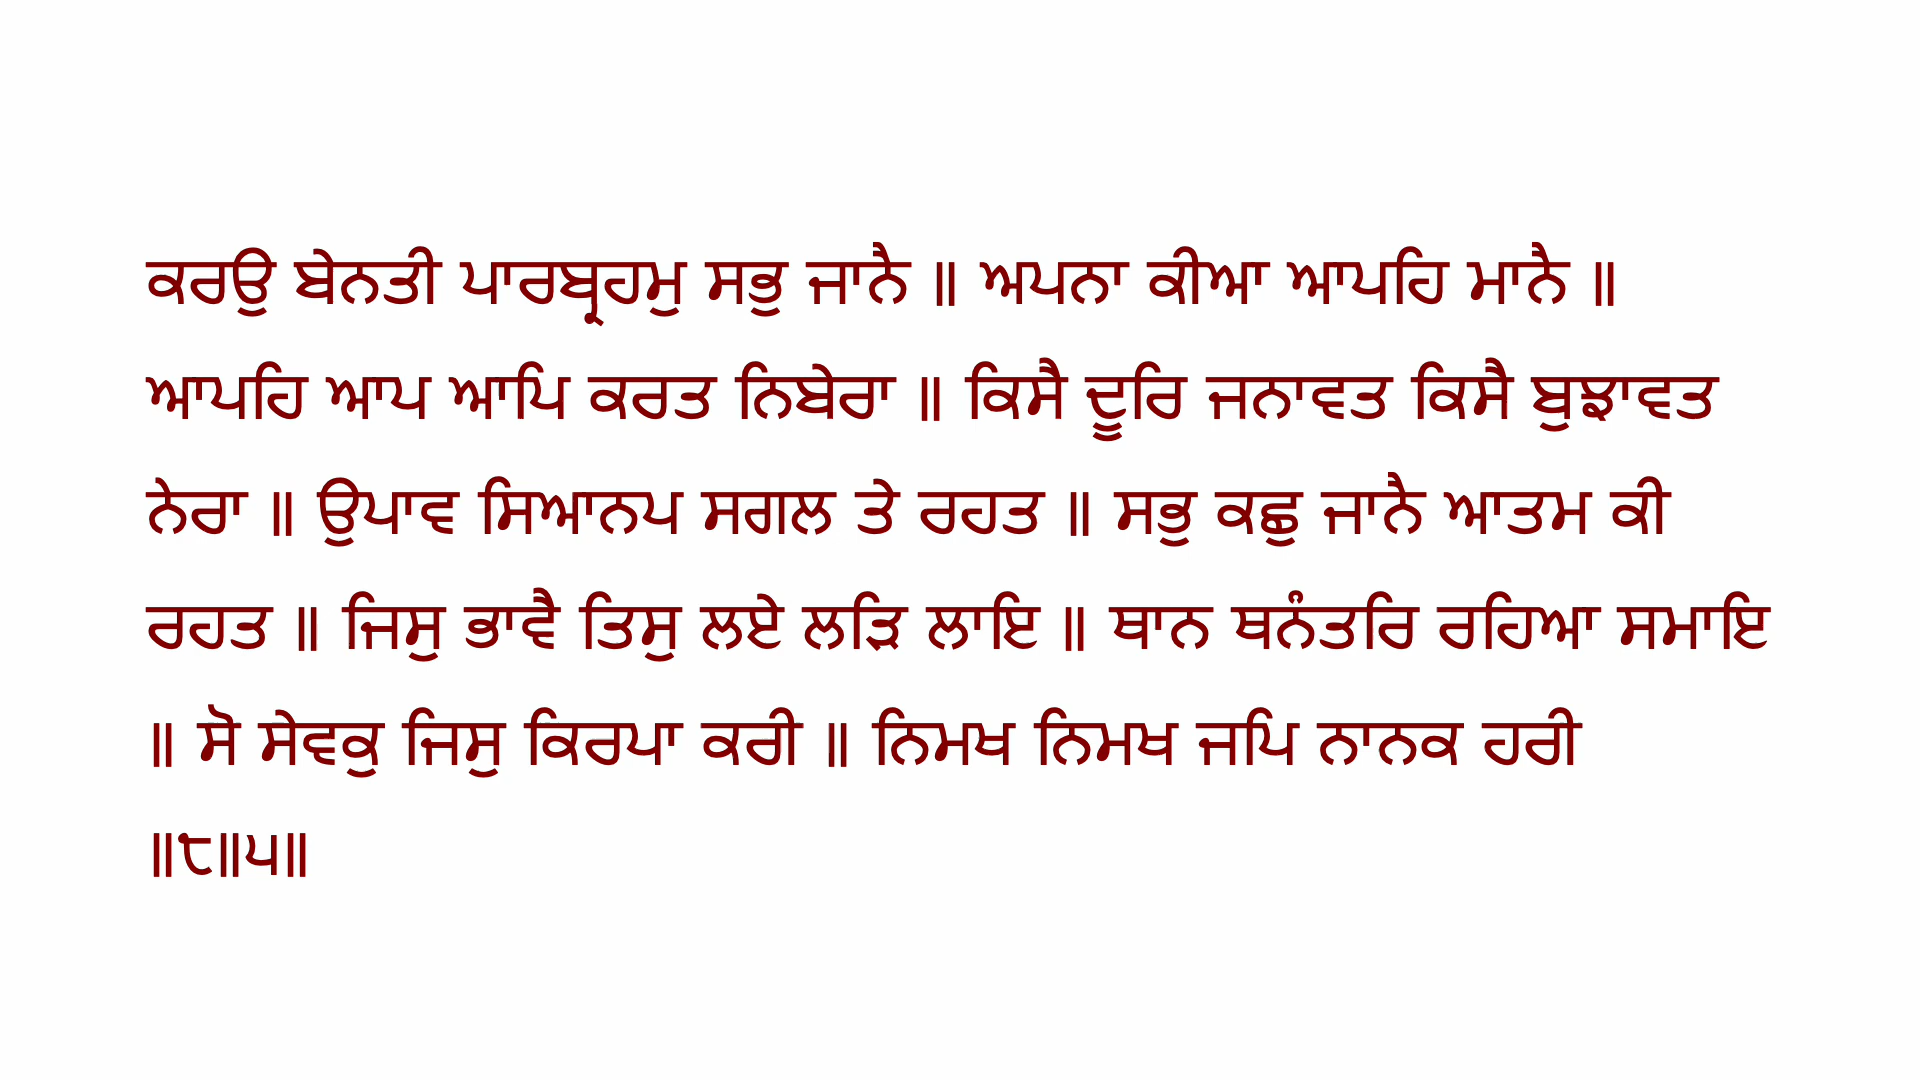 ਕਰਉ ਬੇਨਤੀ ਪਾਰਬ੍ਰਹਮੁ ਸਭੁ ਜਾਨੈ ॥ ਅਪਨਾ ਕੀਆ ਆਪਹਿ ਮਾਨੈ ॥
ਆਪਹਿ ਆਪ ਆਪਿ ਕਰਤ ਨਿਬੇਰਾ ॥ ਕਿਸੈ ਦੂਰਿ ਜਨਾਵਤ ਕਿਸੈ ਬੁਝਾਵਤ
ਨੇਰਾ ॥ ਉਪਾਵ ਸਿਆਨਪ ਸਗਲ ਤੇ ਰਹਤ ॥ ਸਭੁ ਕਛੁ ਜਾਨੈ ਆਤਮ ਕੀ
ਰਹਤ ॥ ਜਿਸੁ ਭਾਵੈ ਤਿਸੁ ਲਏ ਲੜਿ ਲਾਇ ॥ ਥਾਨ ਥਨੰਤਰਿ ਰਹਿਆ ਸਮਾਇ
॥ ਸੋ ਸੇਵਕੁ ਜਿਸੁ ਕਿਰਪਾ ਕਰੀ ॥ ਨਿਮਖ ਨਿਮਖ ਜਪਿ ਨਾਨਕ ਹਰੀ
॥੮॥੫॥